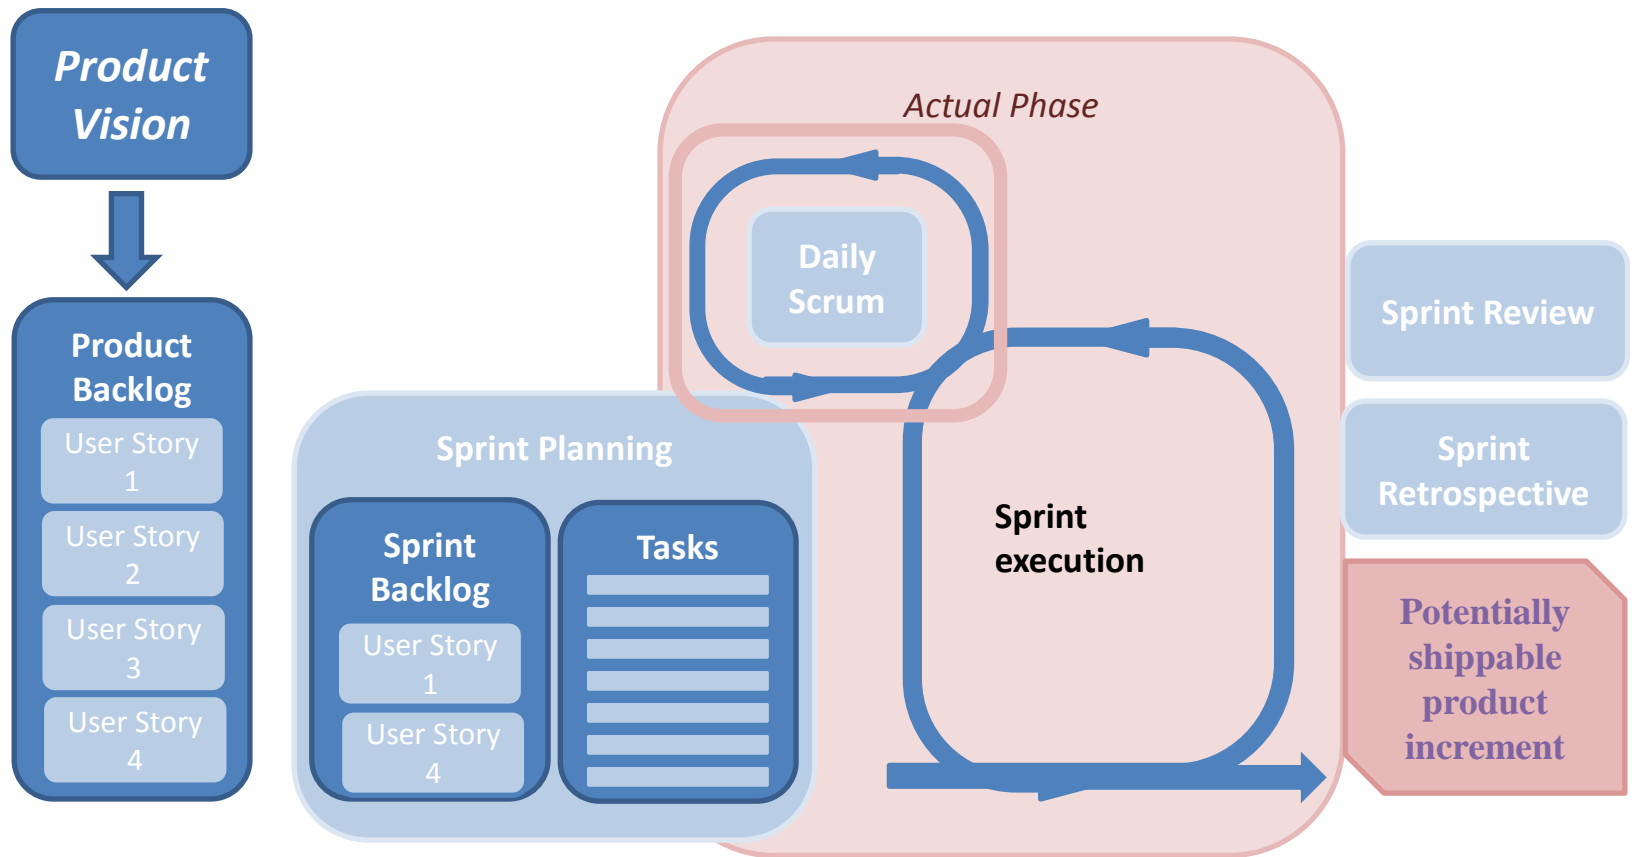 Product
Vision
Product
Backlog
User Story
1
User Story
2
User Story
3
User Story
4
Sprint Planning
Sprint
Backlog
User Story
1
User Story
4
Tasks
Actual Phase
Daily
Scrum
Sprint
execution
Sprint Review
Sprint
Retrospective
Potentially
shippable
product
increment